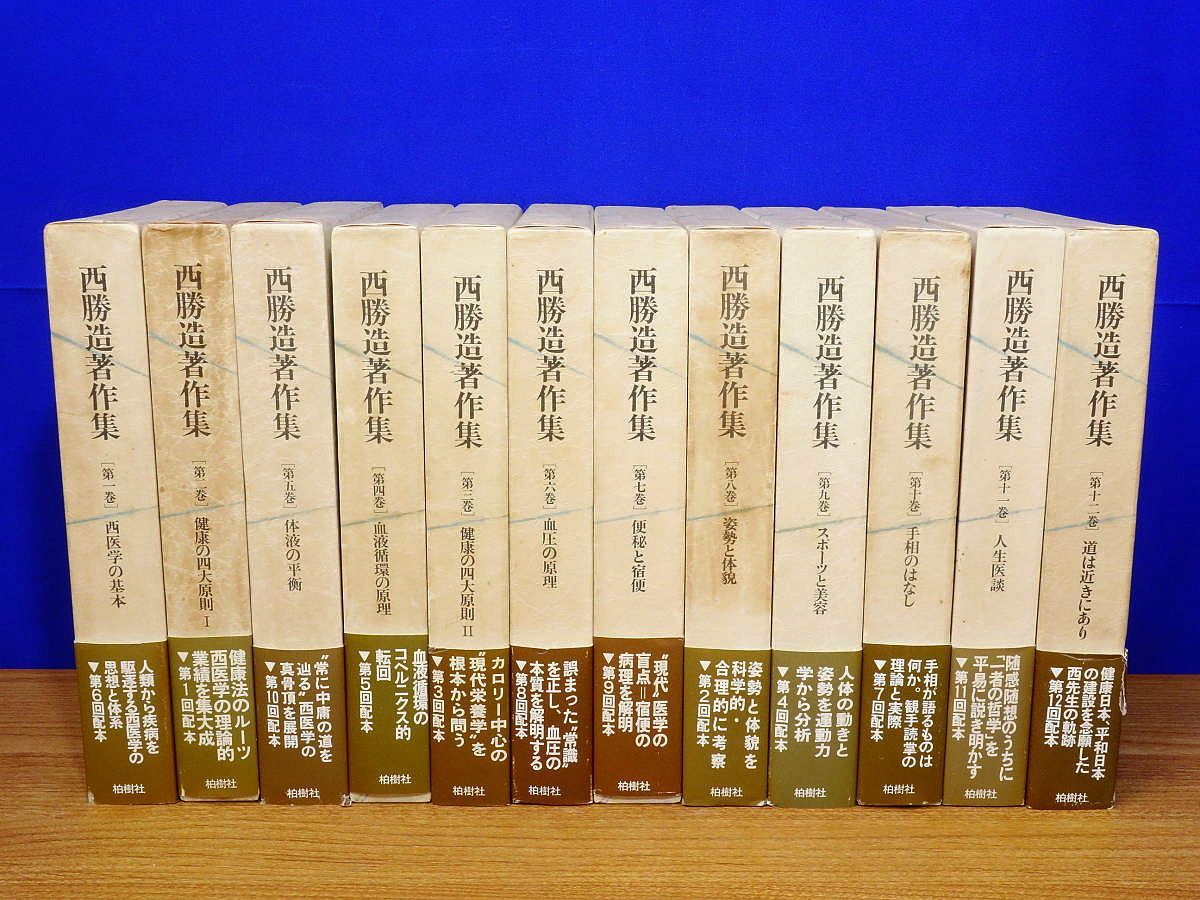 西勝造著作集
[第一巻] 西医学の基本
人類から疾病を
駆逐する西医学の
思想と体系
▼第6回配本
柏樹社
西勝造著作集
[第二巻] 健康の四大原則 I
健康法のルーツ
西医学の理論的
業績を集大成
▼第1回配本
柏樹社
西勝造著作集
[第五巻] 体液の平衡
“常に中庸の道を
辿る”西医学の
真骨頂を展開
▼第10回配本
柏樹社
西勝造著作集
[第四巻] 血液循環の原理
血液循環の
コペルニクス的
転回
▼第5回配本
柏樹社
西勝造著作集
[第三巻] 健康の四大原則 II
カロリー中心の
“現代栄養学”を
根本から問う
▼第3回配本
柏樹社
西勝造著作集
[第六巻] 血圧の原理
誤まった“常識”
を正し、血圧の
本質を解明する
▼第8回配本
柏樹社
西勝造著作集
[第七巻] 便秘と宿便
“現代”医学の
盲点＝宿便の
病理を解明
▼第9回配本
柏樹社
西勝造著作集
[第八巻] 姿勢と体貌
姿勢と体貌を
科学的・
合理的に考察
▼第2回配本
柏樹社
西勝造著作集
[第九巻] スポーツと美容
人体の動きと
姿勢を運動力
学から分析
▼第4回配本
柏樹社
西勝造著作集
[第十巻] 手相のはなし
手相が語るものは
何か。観手読掌の
理論と実際
▼第7回配本
柏樹社
西勝造著作集
[第十一巻] 人生医談
随感随想のうちに
「一者の哲学」を
平易に説き明かす
▼第11回配本
柏樹社
西勝造著作集
[第十二巻] 道は近きにあり
健康日本、平和日本
の建設を念願した
西先生の軌跡
▼第12回配本
柏樹社